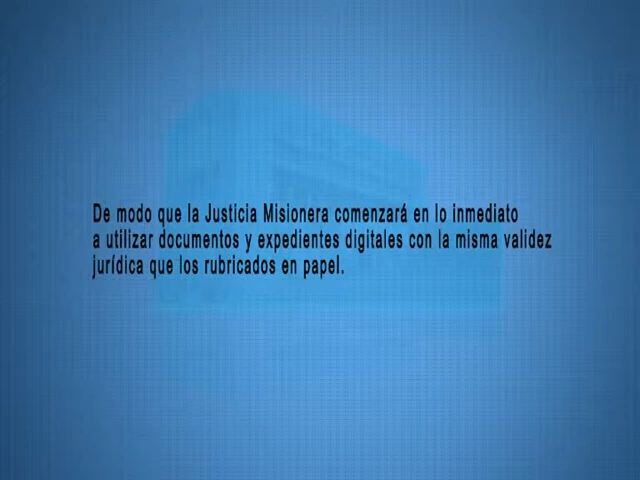 De modo que la Justicia Misionera comenzará en lo inmediato
a utilizar documentos y expedientes digitales con la misma validez
jurídica que los rubricados en papel.